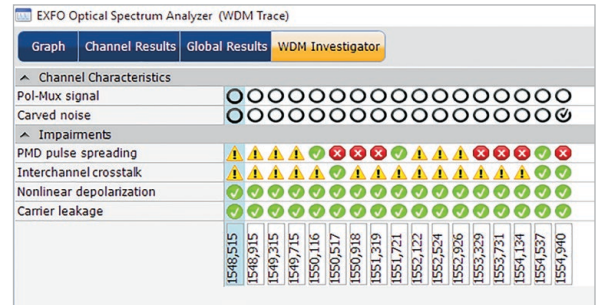 EXFO Optical Spectrum Analyzer (WDM Trace)
Graph Channel Results Global Results WDM Investigator
Channel Characteristics
Pol-Mux signal
Carved noise
Impairments
PMD pulse spreading
Interchannel crosstalk
Nonlinear depolarization
Carrier leakage
1548,515
1548,915
1549,315
1549,715
1550,116
1550,517
1550,918
1551,319
1551,721
1552,122
1552,524
1552,926
1553,329
1553,731
1554,134
1554,537
1554,940